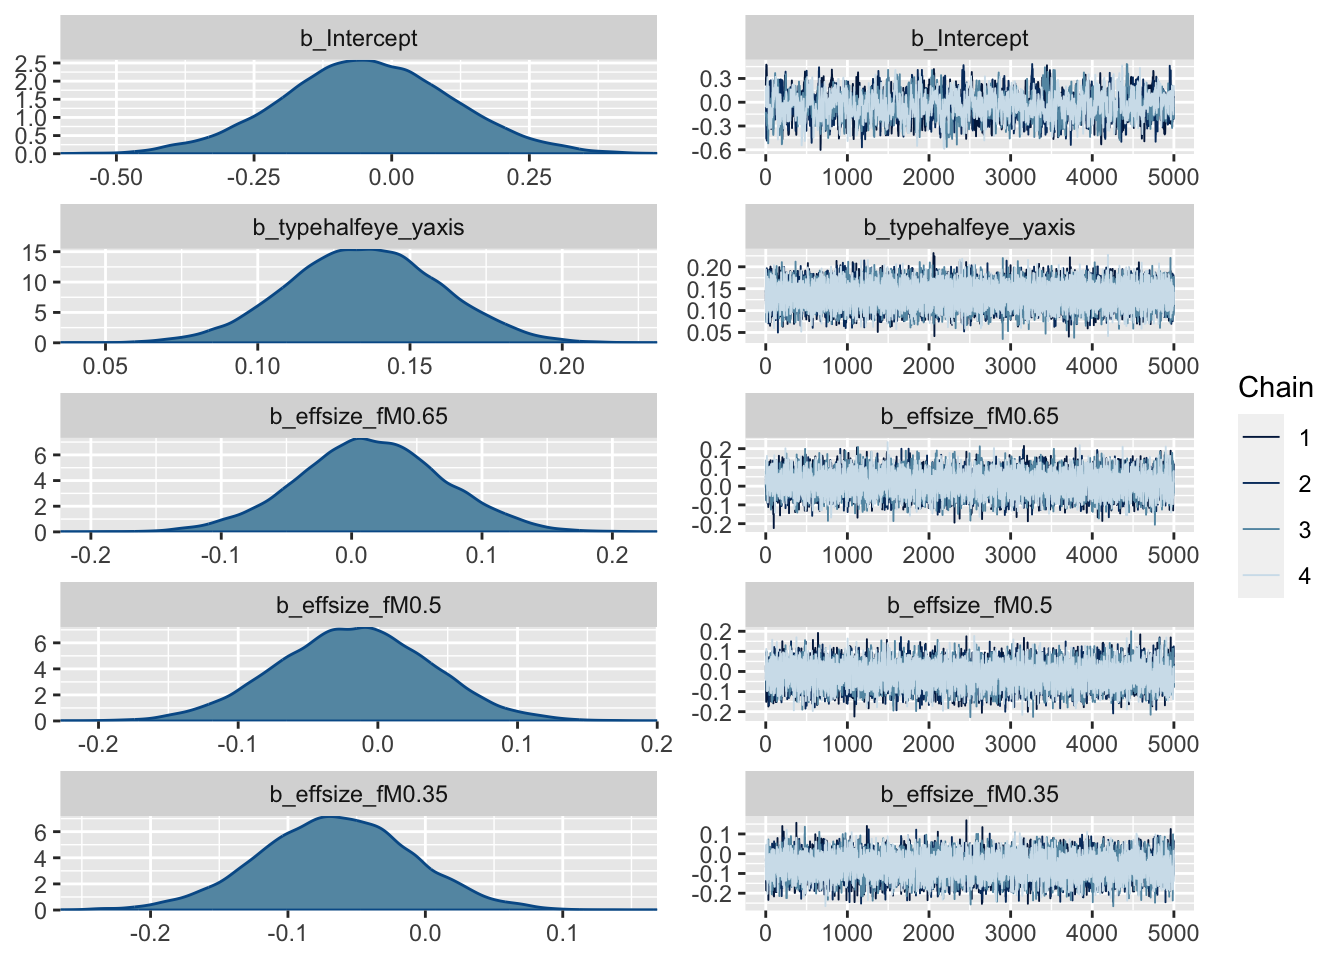 b_Intercept
2.5
2.0
1.5
1.0
0.5
0.0
-0.50 -0.25 0.00 0.25
b_Intercept
0.3
0.0
-0.3
-0.6
0 1000 2000 3000 4000 5000
b_typehalfeye_yaxis
15
10
5
0
0.05 0.10 0.15 0.20
b_typehalfeye_yaxis
0.20
0.15
0.10
0.05
0 1000 2000 3000 4000 5000
b_effsize_fM0.65
6
4
2
0
-0.2 -0.1 0.0 0.1 0.2
b_effsize_fM0.65
0.2
0.1
0.0
-0.1
-0.2
0 1000 2000 3000 4000 5000
b_effsize_fM0.5
6
4
2
0
-0.2 -0.1 0.0 0.1 0.2
b_effsize_fM0.5
0.2
0.1
0.0
-0.1
-0.2
0 1000 2000 3000 4000 5000
b_effsize_fM0.35
6
4
2
0
-0.2 -0.1 0.0 0.1
b_effsize_fM0.35
0.1
0.0
-0.1
-0.2
0 1000 2000 3000 4000 5000
Chain
1
2
3
4